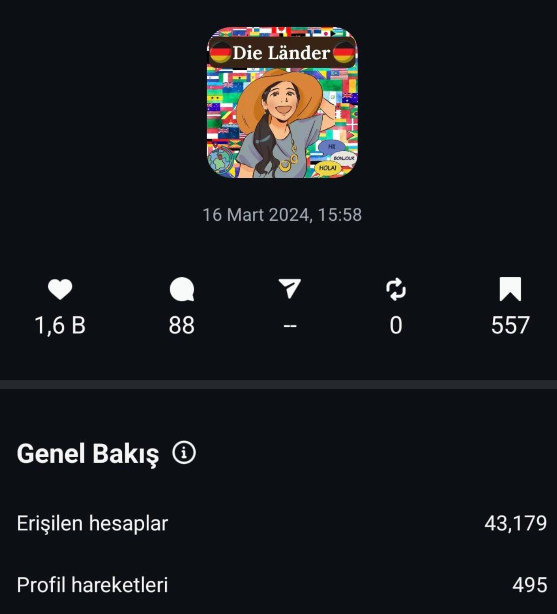 Die Länder
HI!
BONJOUR
HOLA!
16 Mart 2024, 15:58
1,6 B
88
--
0
557
Genel Bakış
Erişilen hesaplar
43,179
Profil hareketleri
495